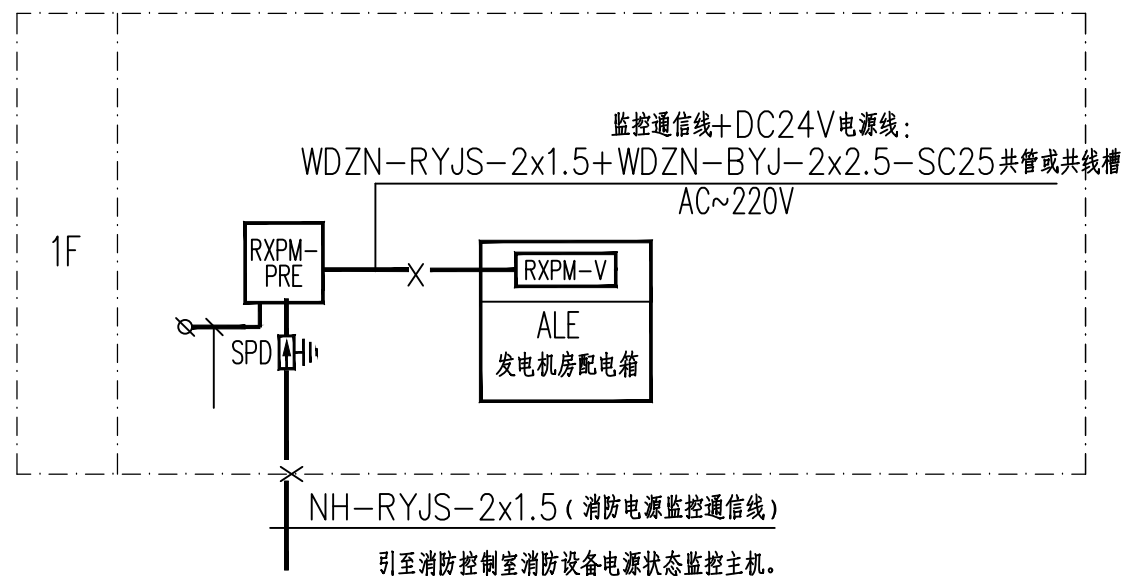 监控通信线+DC24V电源线:
WDZN-RYJS-2x1.5+WDZN-BYJ-2x2.5-SC25共管或共线槽
AC~220V
1F
RXPM-
PRE
RXPM-V
ALE
发电机房配电箱
SPD
NH-RYJS-2x1.5(消防电源监控通信线)
引至消防控制室消防设备电源状态监控主机。